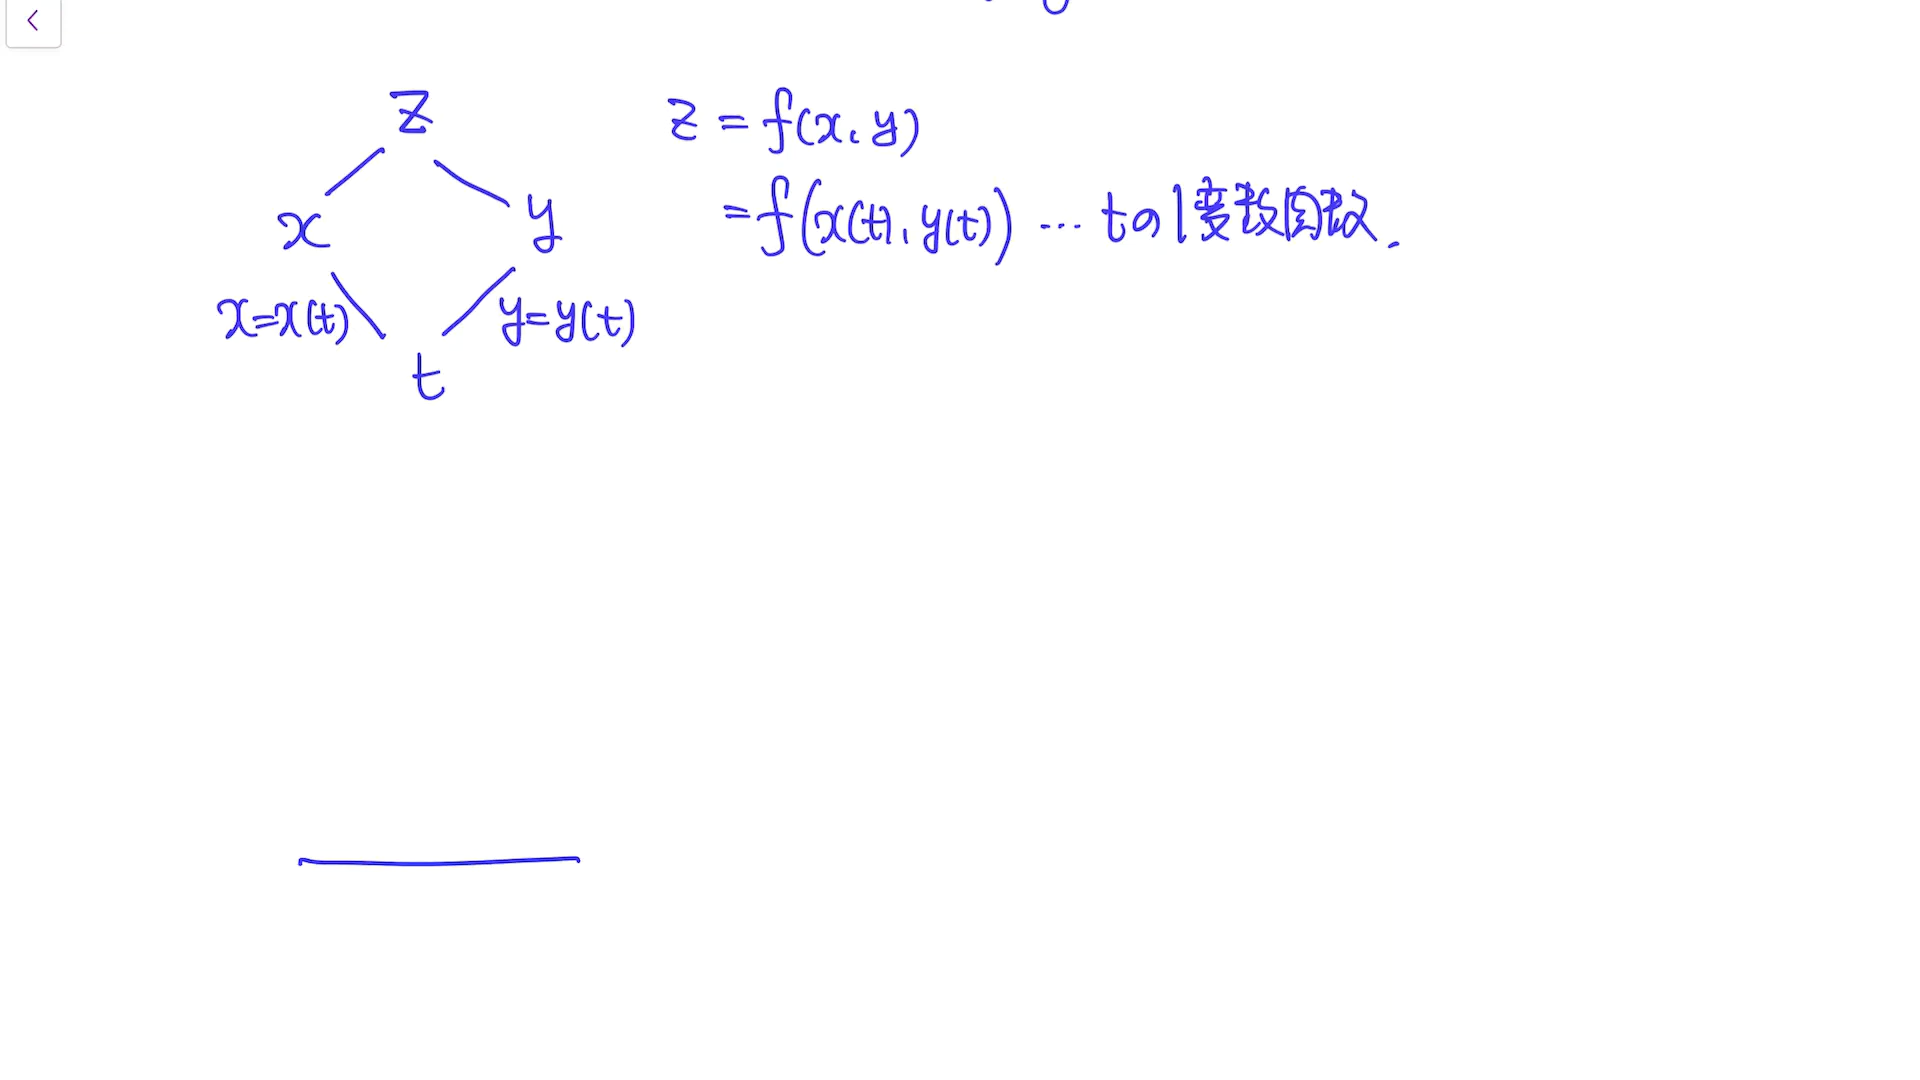 z
x
y
x=x(t)
y=y(t)
t
z = f(x, y)
=f(x(t), y(t)) … tの1変数関数.